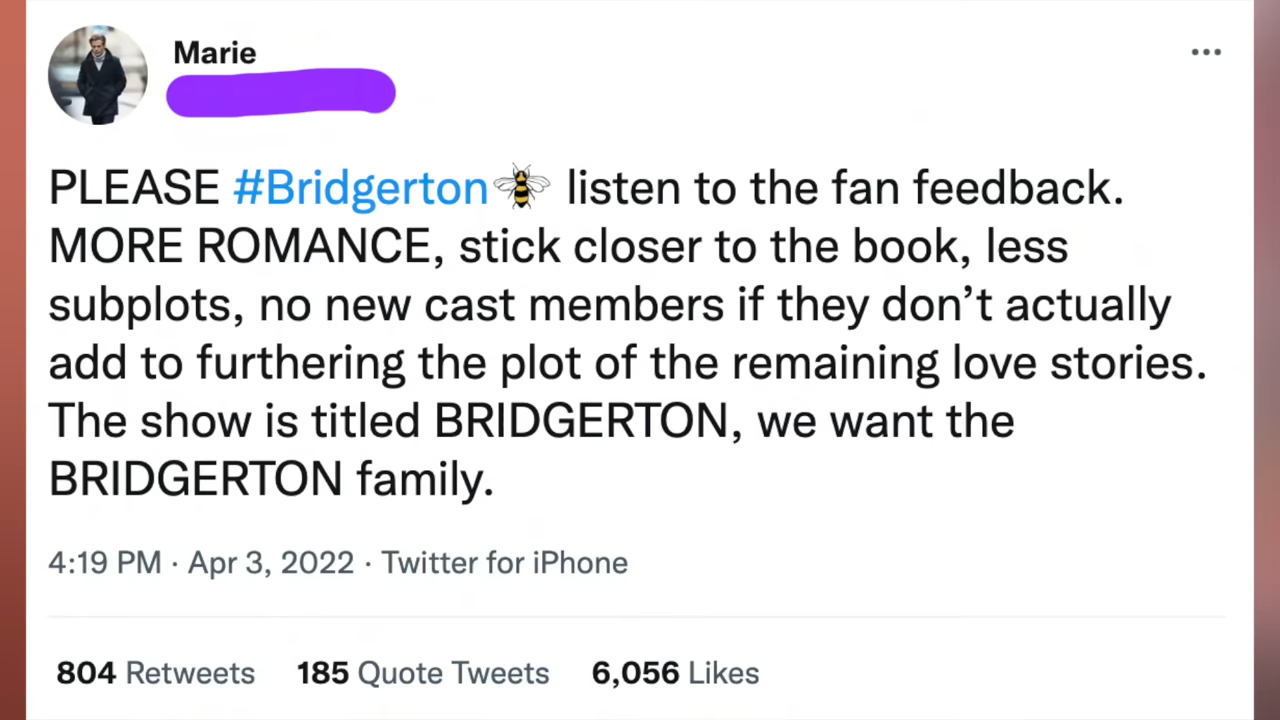 Marie
PLEASE #Bridgerton🐝 listen to the fan feedback.
MORE ROMANCE, stick closer to the book, less
subplots, no new cast members if they don’t actually
add to furthering the plot of the remaining love stories.
The show is titled BRIDGERTON, we want the
BRIDGERTON family.
4:19 PM · Apr 3, 2022 · Twitter for iPhone
804 Retweets 185 Quote Tweets 6,056 Likes